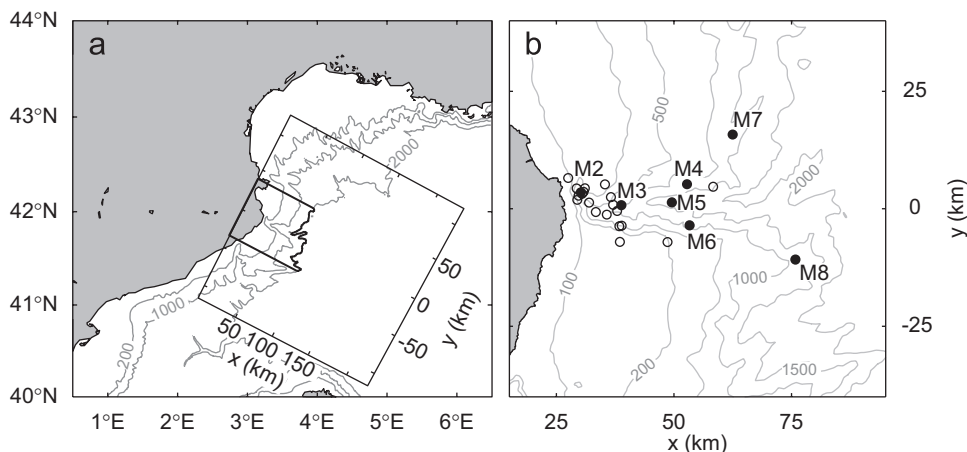 a
44°N
43°N
42°N
41°N
40°N
1°E 2°E 3°E 4°E 5°E 6°E
200
1000
2000
50 100 150
x (km)
-50 0 50
y (km)
b
M2
M3
M4
M5
M6
M7
M8
100
200
500
1000
1500
2000
25
0
-25
y (km)
25 50 75
x (km)